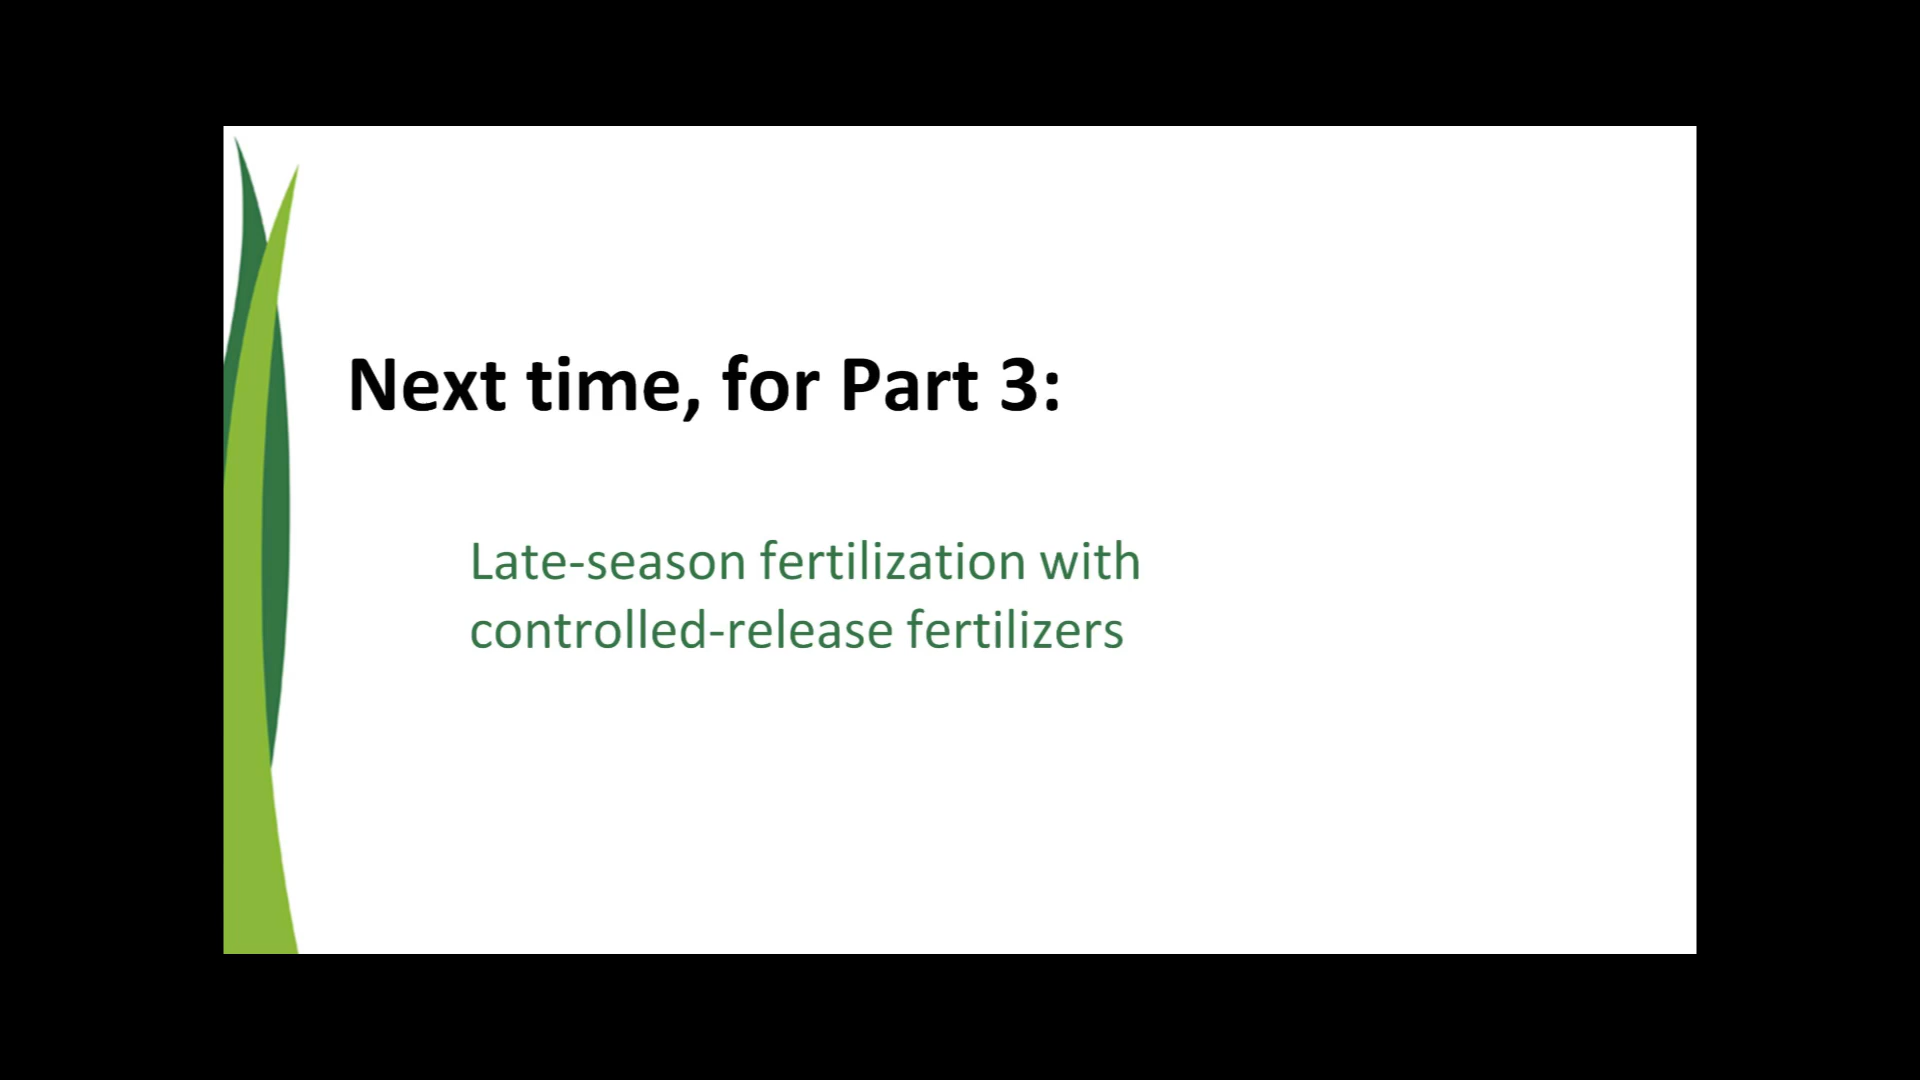 Next time, for Part 3:
Late-season fertilization with
controlled-release fertilizers